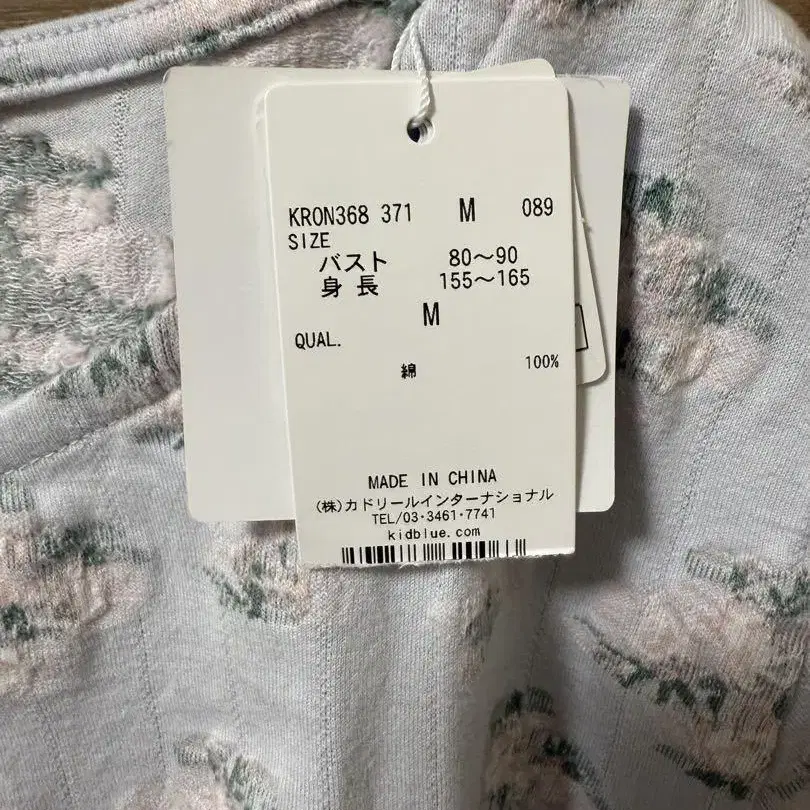 KRON368 371 M 089
SIZE
バスト 80～90
身長 155～165
M
QUAL.
綿 100%
MADE IN CHINA
(株)カドリールインターナショナル
TEL/03·3461·7741
kidblue.com